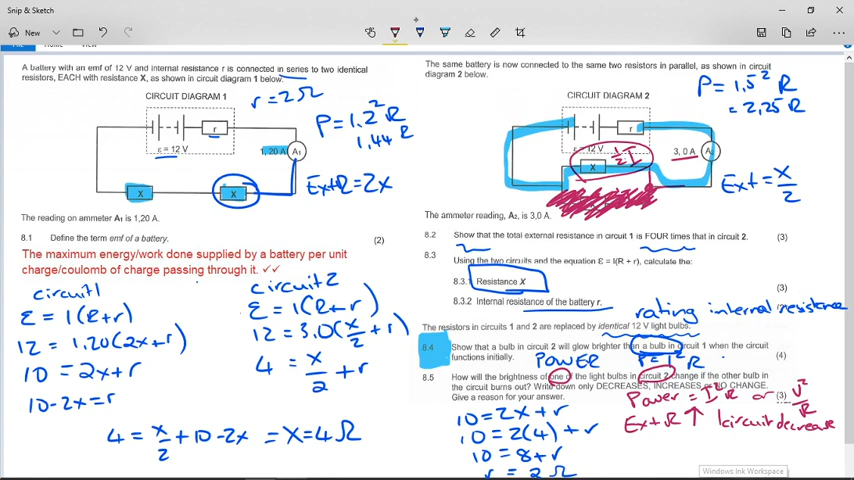 Snip & Sketch
New
Home View
A battery with an emf of 12 V and internal resistance r is connected in series to two identical
resistors, EACH with resistance X, as shown in circuit diagram 1 below.
r = 2Ω
CIRCUIT DIAGRAM 1
r
ε = 12 V
1,20 A
A1
X
X
P = 1,2² R
1,44 R
Ext R = 2x
The reading on ammeter A1 is 1,20 A.
8.1 Define the term emf of a battery. (2)
The maximum energy/work done supplied by a battery per unit
charge/coulomb of charge passing through it. ✓✓
circuit 1
ε = I(R+r)
12 = 1.20(2x+r)
10 = 2x+r
10-2x=r
circuit 2
ε = I(R+r)
12 = 3.0(x/2 + r)
4 = x/2 + r
4 = x/2 + 10 - 2x = X = 4Ω
The same battery is now connected to the same two resistors in parallel, as shown in circuit
diagram 2 below.
P = 1,5² R
= 2,25 R
CIRCUIT DIAGRAM 2
r
ε = 12 V
3,0 A
A
X
½I
Ext = x/2
The ammeter reading, A2, is 3,0 A.
8.2 Show that the total external resistance in circuit 1 is FOUR times that in circuit 2. (3)
8.3 Using the two circuits and the equation Ɛ = I(R + r), calculate the:
8.3.1 Resistance X
8.3.2 Internal resistance of the battery r.
rating internal resistance
The resistors in circuits 1 and 2 are replaced by identical 12 V light bulbs.
8.4 Show that a bulb in circuit 2 will glow brighter than a bulb in circuit 1 when the circuit
functions initially. (4)
POWER P = I²R
8.5 How will the brightness of one of the light bulbs in circuit 2 change if the other bulb
in the circuit burns out? Write down only DECREASES, INCREASES or NO CHANGE.
Give a reason for your answer. (3)
Power = I²R or V²/R
Ext R ↑ I circuit decrease
10 = 2x + r
10 = 2(4) + r
10 = 8 + r
r = 2 Ω
Windows Ink Workspace